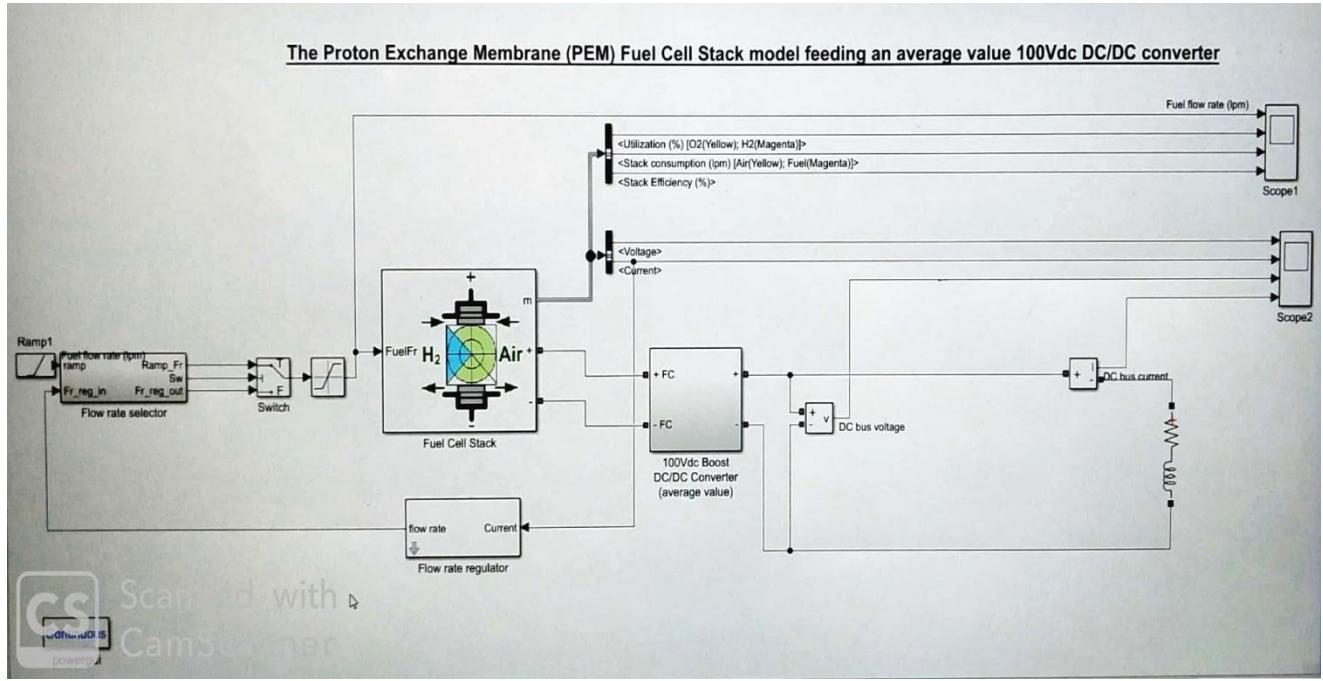 The Proton Exchange Membrane (PEM) Fuel Cell Stack model feeding an average value 100Vdc DC/DC converter
Fuel flow rate (lpm)
<Utilization (%) [O2(Yellow); H2(Magenta)]>
<Stack consumption (lpm) [Air(Yellow); Fuel(Magenta)]>
<Stack Efficiency (%)>
Scope1
<Voltage>
<Current>
Scope2
+
m
FuelFr H2 Air +
-
-
Fuel Cell Stack
Ramp1
Fuel flow rate (lpm)
ramp Ramp_Fr
Sw
Fr_reg_in Fr_reg_out
Flow rate selector
T
F
Switch
+ FC +
- FC -
100Vdc Boost
DC/DC Converter
(average value)
+ v
-
DC bus voltage
+ i
-
DC bus current
flow rate Current
Flow rate regulator
CS Scanned with
CamScanner
Continuous
powergui